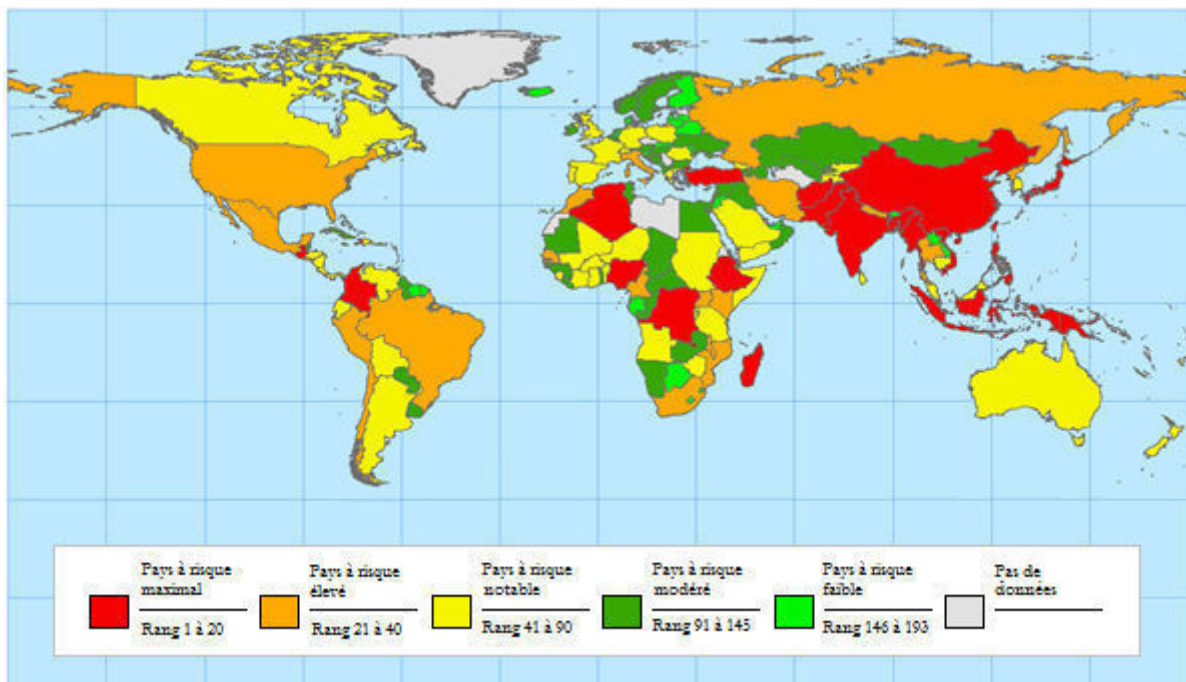 Pays à risque
maximal
Rang 1 à 20
Pays à risque
élevé
Rang 21 à 40
Pays à risque
notable
Rang 41 à 90
Pays à risque
modéré
Rang 91 à 145
Pays à risque
faible
Rang 146 à 193
Pas de
données